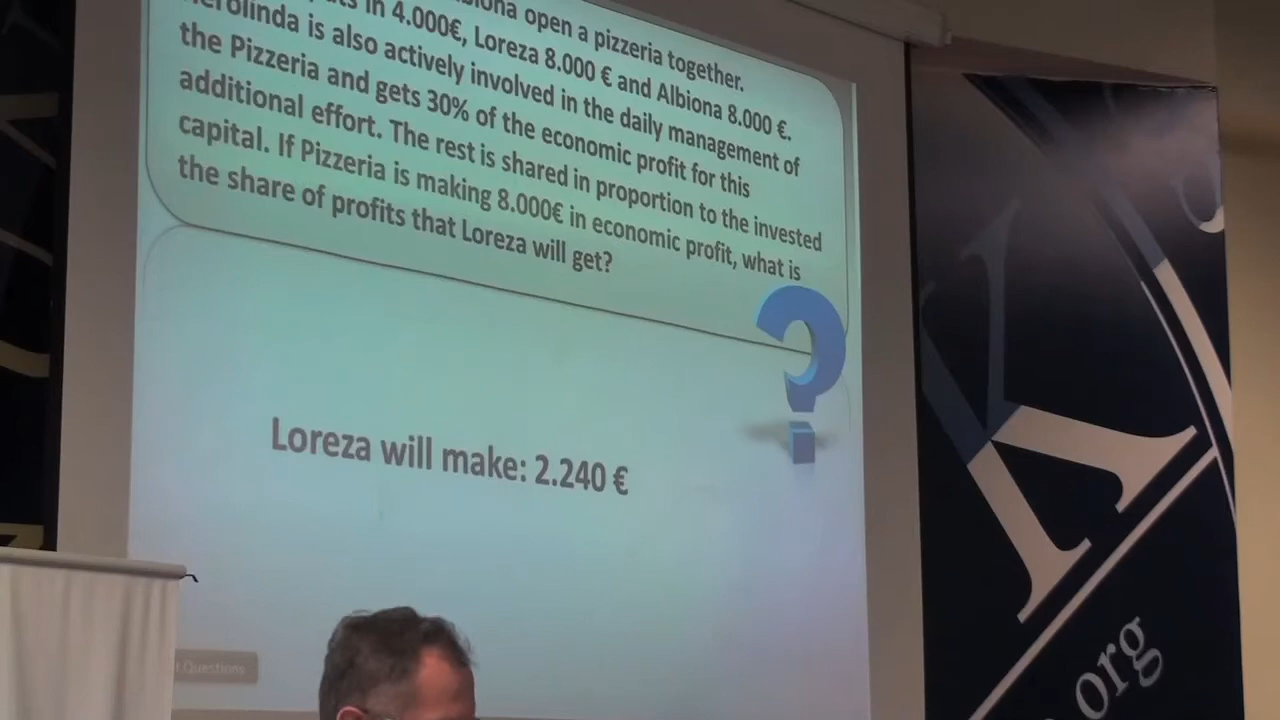 open a pizzeria together.
in 4.000€, Loreza 8.000 € and Albiona 8.000 €.
is also actively involved in the daily management of
the Pizzeria and gets 30% of the economic profit for this
additional effort. The rest is shared in proportion to the invested
capital. If Pizzeria is making 8.000€ in economic profit, what is
the share of profits that Loreza will get?
?
Loreza will make: 2.240 €
Questions
org